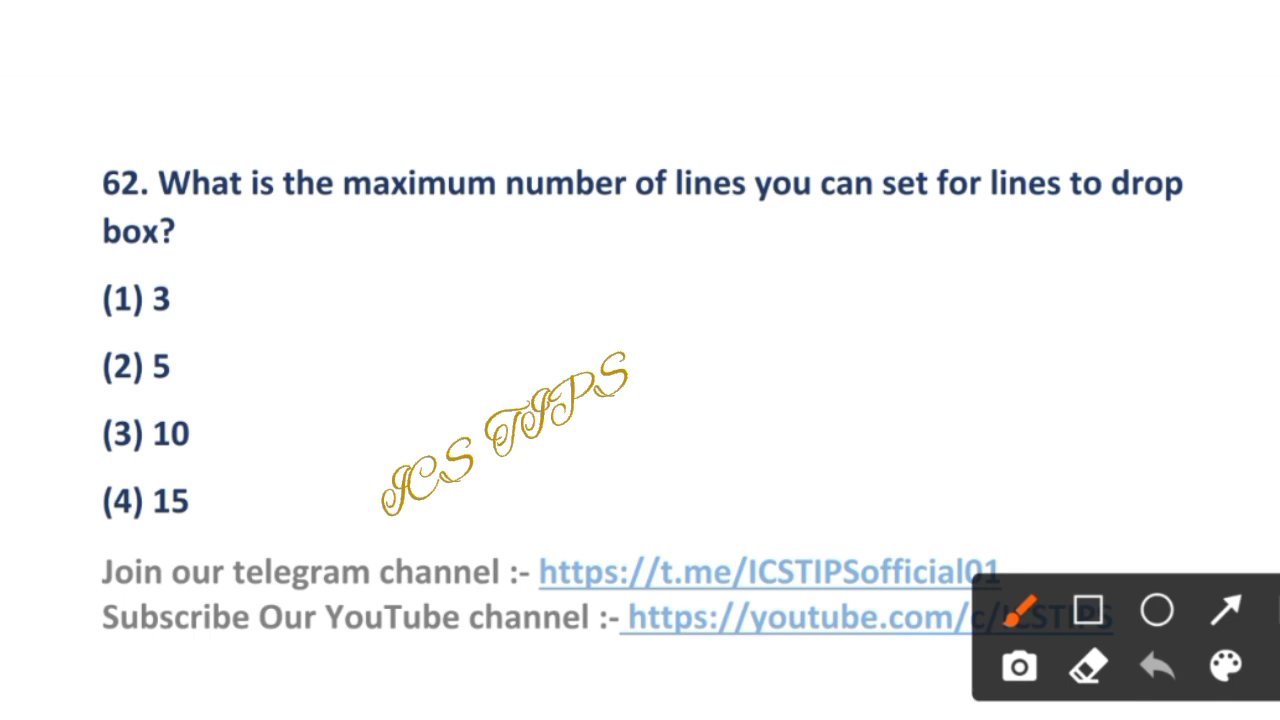 62. What is the maximum number of lines you can set for lines to drop
box?
(1) 3
(2) 5
(3) 10
(4) 15
ICS TIPS
Join our telegram channel :- https://t.me/ICSTIPSofficial01
Subscribe Our YouTube channel :- https://youtube.com/c/ICSTIPS